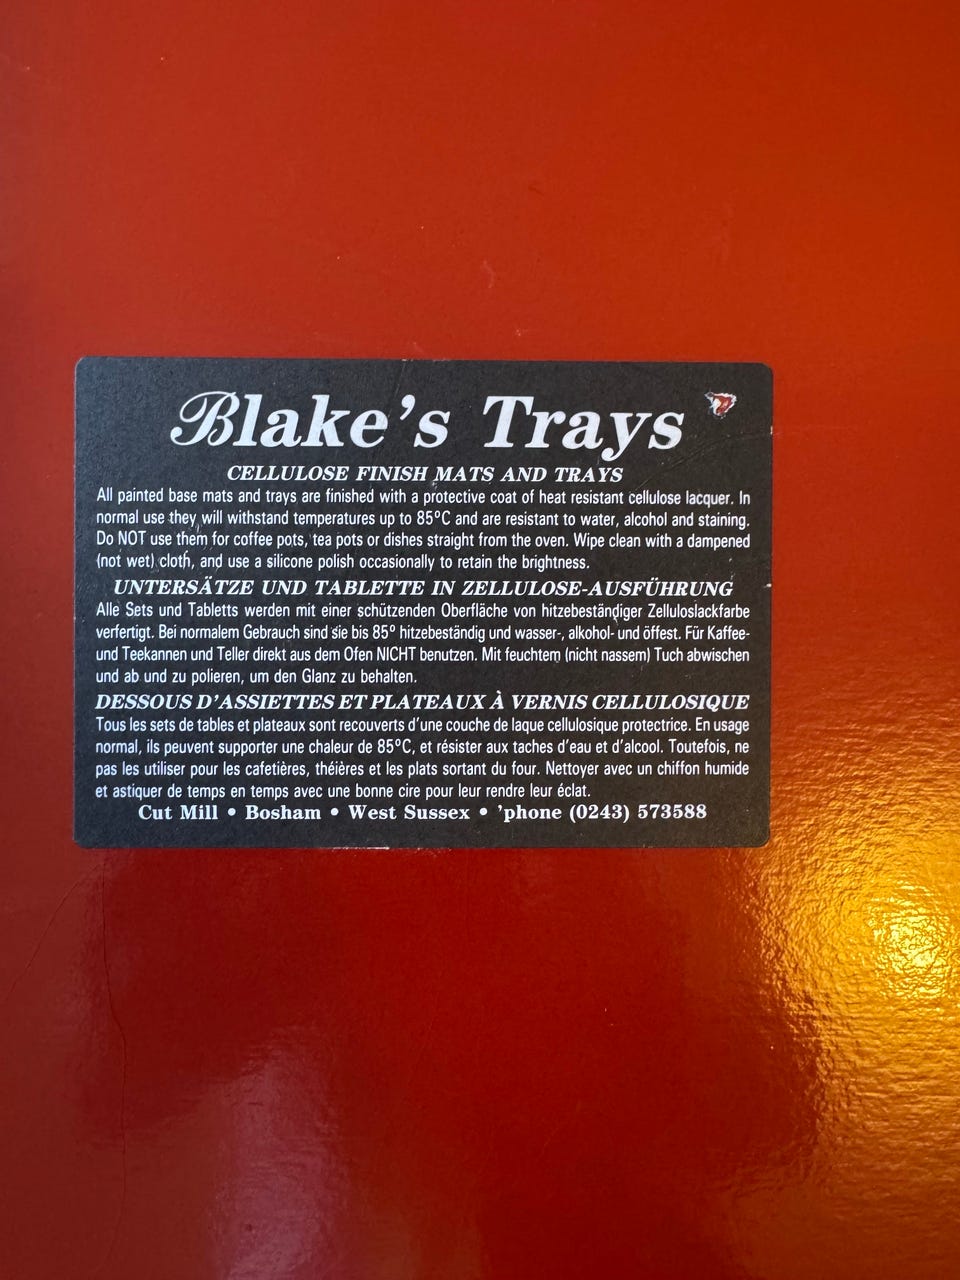 Blake's Trays
CELLULOSE FINISH MATS AND TRAYS
All painted base mats and trays are finished with a protective coat of heat resistant cellulose lacquer. In
normal use they will withstand temperatures up to 85°C and are resistant to water, alcohol and staining.
Do NOT use them for coffee pots, tea pots or dishes straight from the oven. Wipe clean with a dampened
(not wet) cloth, and use a silicone polish occasionally to retain the brightness.
UNTERSÄTZE UND TABLETTE IN ZELLULOSE-AUSFÜHRUNG
Alle Sets und Tabletts werden mit einer schützenden Oberfläche von hitzebeständiger Zelluloslackfarbe
verfertigt. Bei normalem Gebrauch sind sie bis 85° hitzebeständig und wasser-, alkohol- und öffest. Für Kaffee-
und Teekannen und Teller direkt aus dem Ofen NICHT benutzen. Mit feuchtem (nicht nassem) Tuch abwischen
und ab und zu polieren, um den Glanz zu behalten.
DESSOUS D'ASSIETTES ET PLATEAUX À VERNIS CELLULOSIQUE
Tous les sets de tables et plateaux sont recouverts d'une couche de laque cellulosique protectrice. En usage
normal, ils peuvent supporter une chaleur de 85°C, et résister aux taches d'eau et d'alcool. Toutefois, ne
pas les utiliser pour les cafetières, théières et les plats sortant du four. Nettoyer avec un chiffon humide
et astiquer de temps en temps avec une bonne cire pour leur rendre leur éclat.
Cut Mill • Bosham • West Sussex • 'phone (0243) 573588